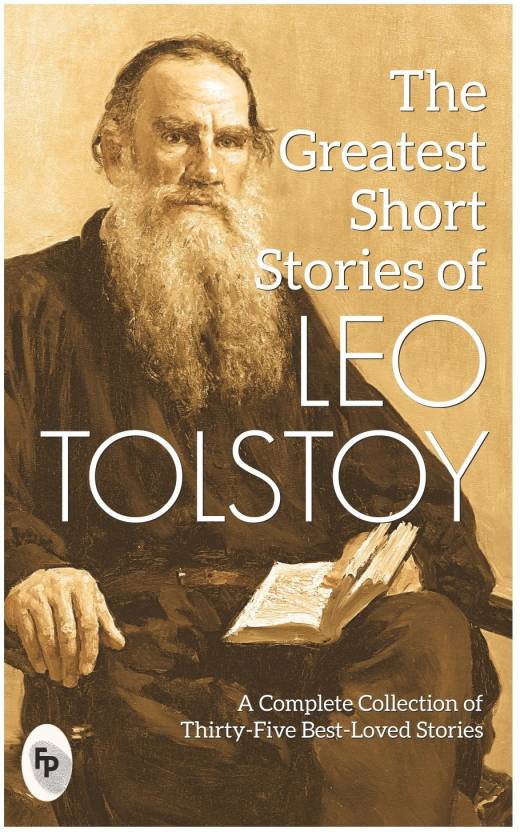 The
Greatest
Short
Stories of
LEO
TOLSTOY
A Complete Collection of
Thirty-Five Best-Loved Stories
FP